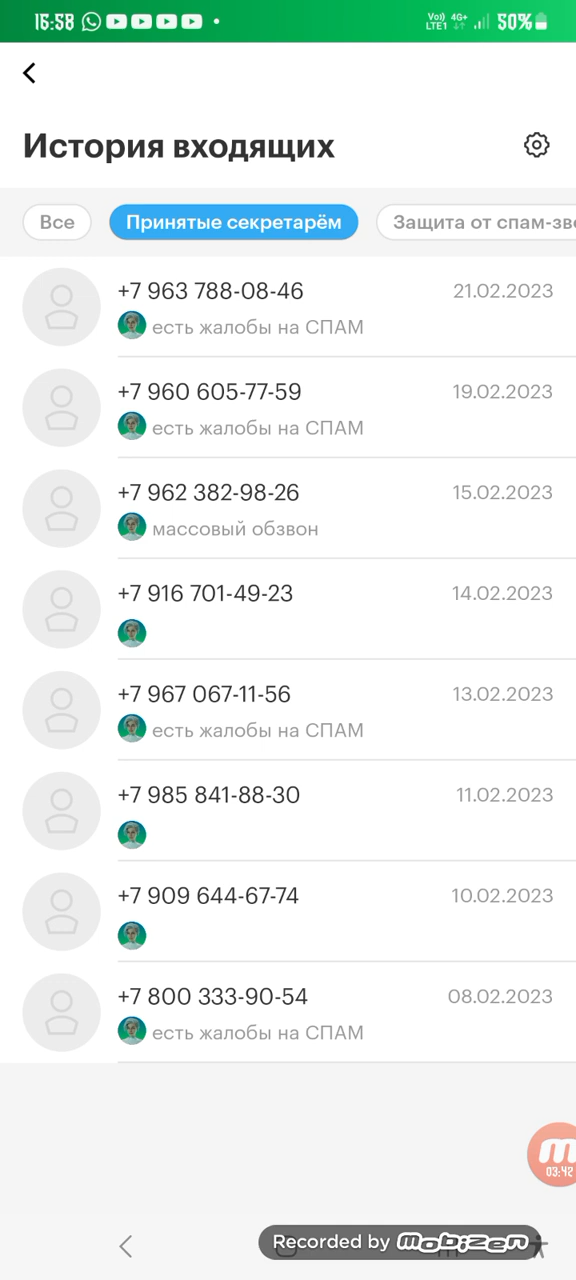 16:58
Vo)) 4G+
LTE1
50%
История входящих
Все
Принятые секретарём
Защита от спам-зво
+7 963 788-08-46
21.02.2023
есть жалобы на СПАМ
+7 960 605-77-59
19.02.2023
есть жалобы на СПАМ
+7 962 382-98-26
15.02.2023
массовый обзвон
+7 916 701-49-23
14.02.2023
+7 967 067-11-56
13.02.2023
есть жалобы на СПАМ
+7 985 841-88-30
11.02.2023
+7 909 644-67-74
10.02.2023
+7 800 333-90-54
08.02.2023
есть жалобы на СПАМ
m
03:42
Recorded by mobizen